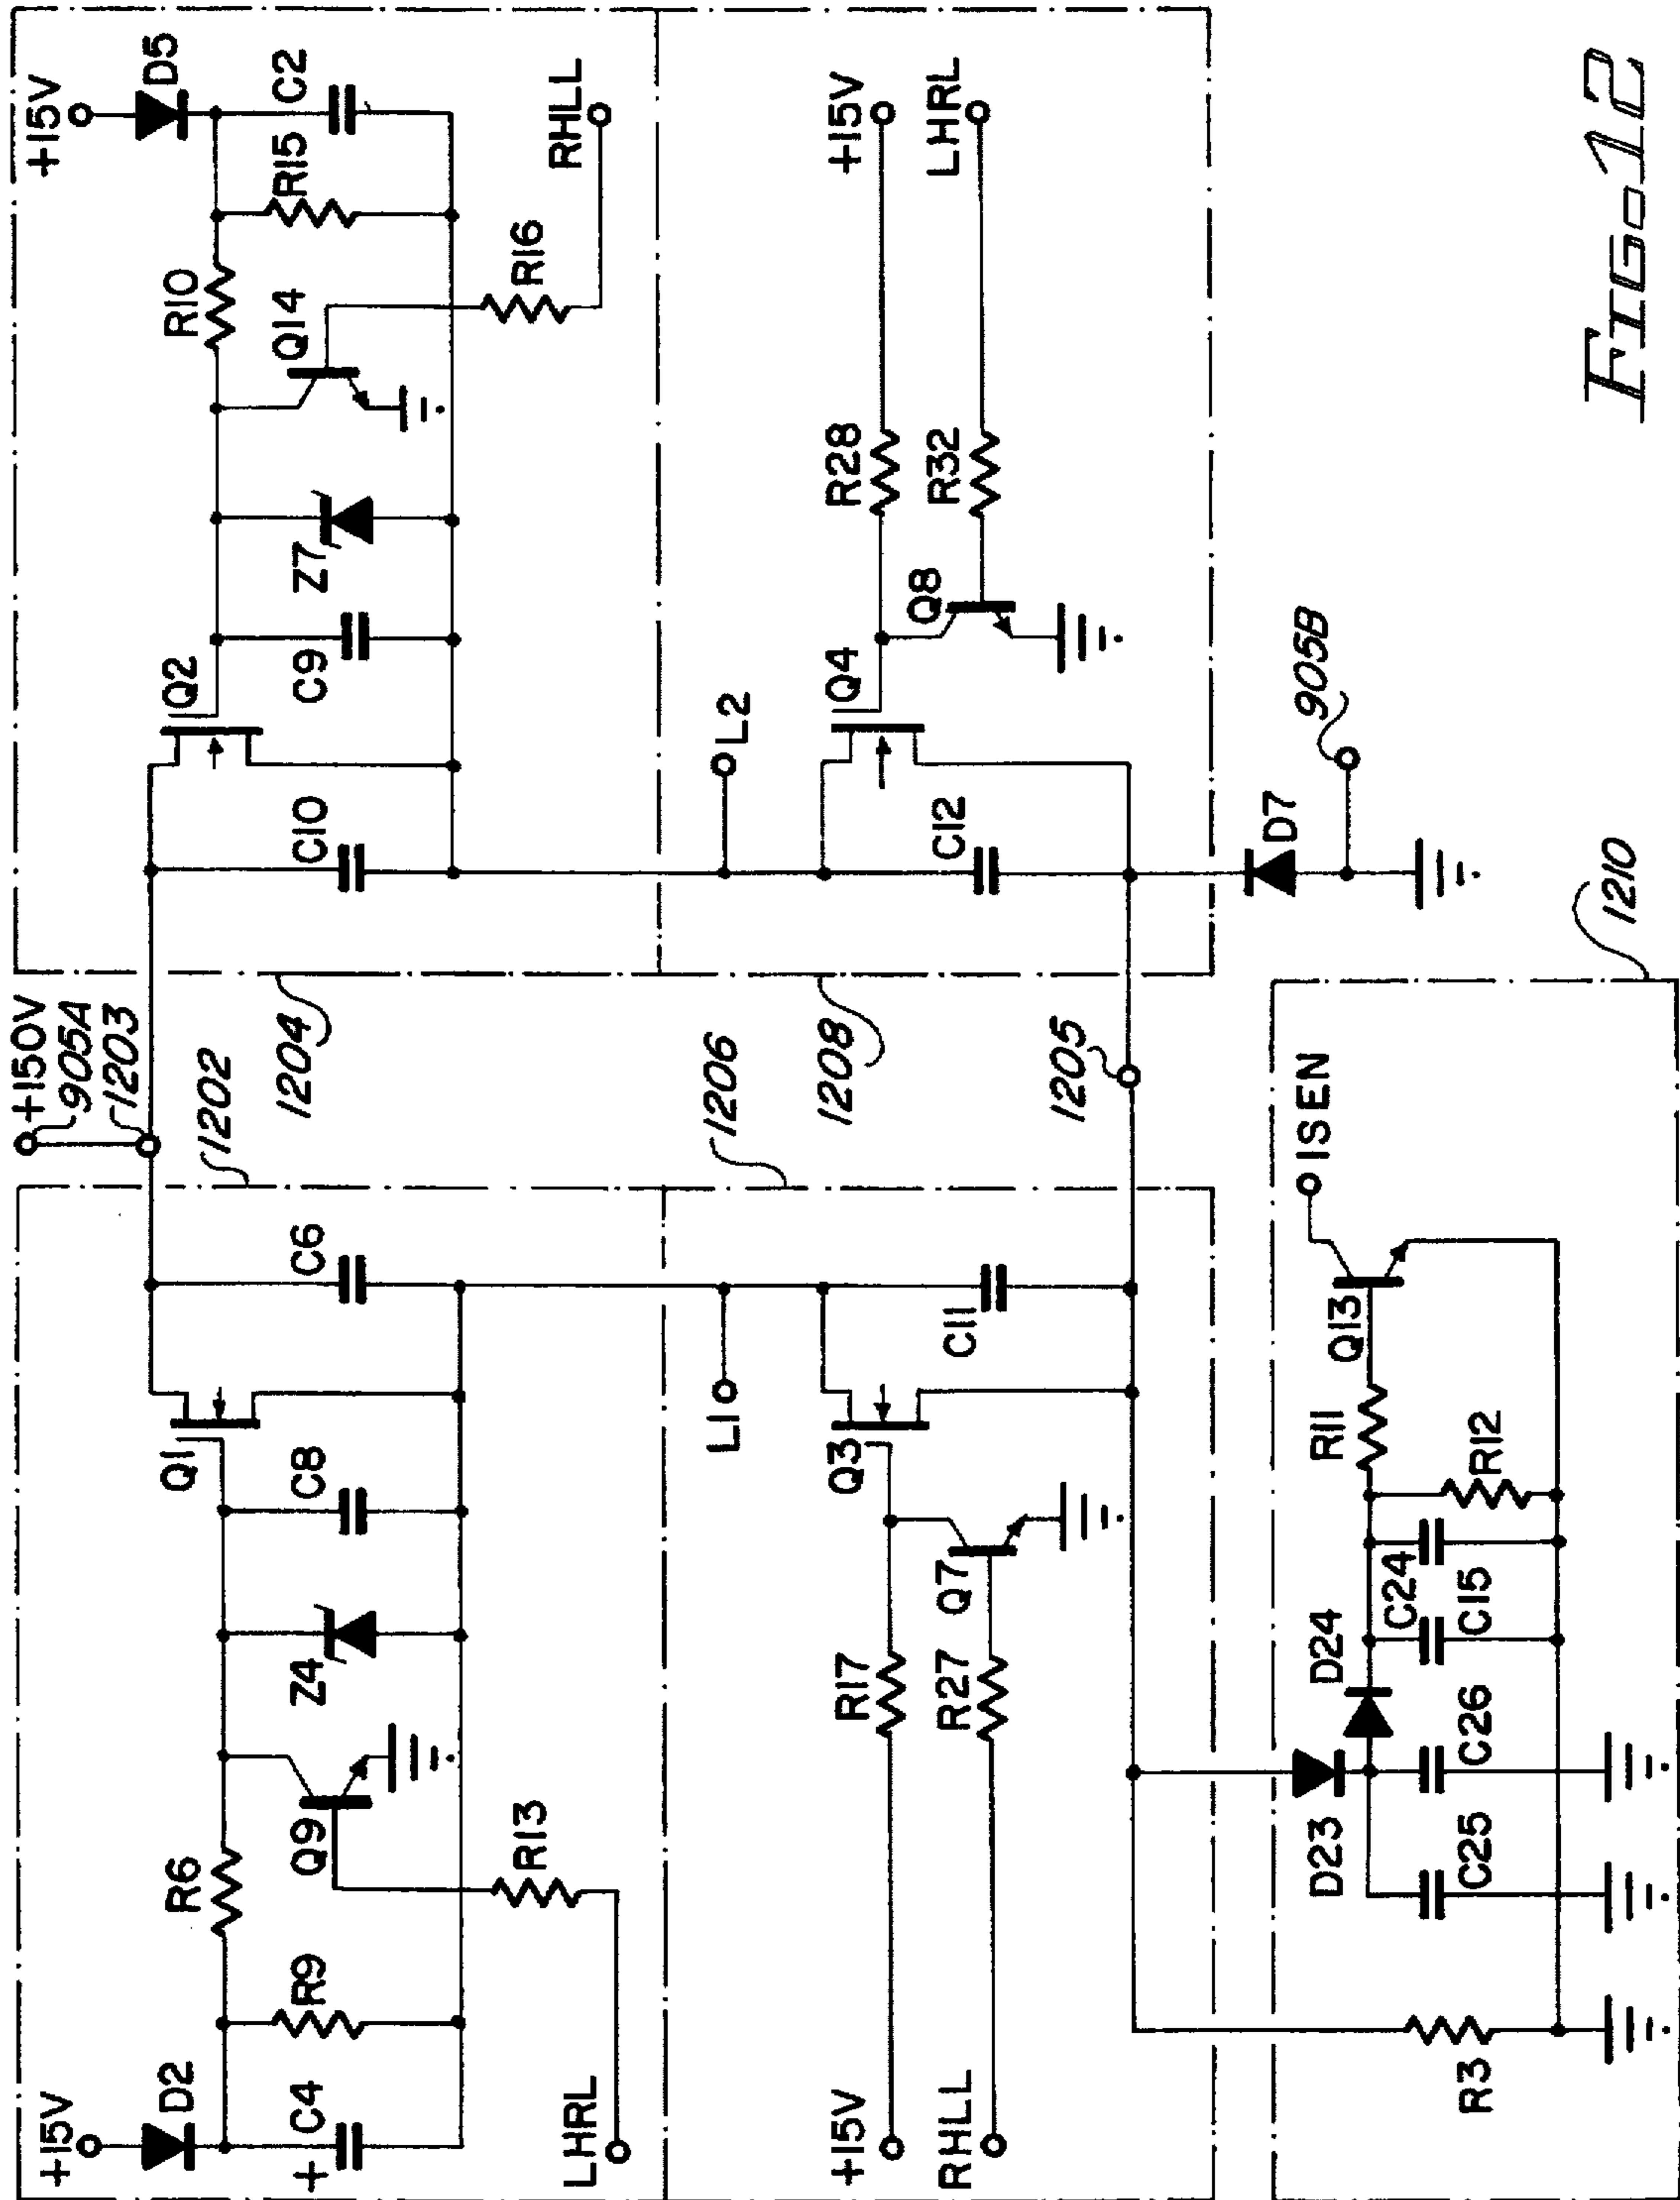 +15V
D5
C2
R15
R10
Q14
R16
RHLL
Z7
C9
Q2
C10
+15V
LHRL
R28
R32
Q8
Q4
L2
C12
D7
905B
+150V
905A
1203
1202
1204
1206
1208
1205
1210
C6
Q1
C8
Z4
Q9
R6
R13
R9
D2
+
C4
+15V
LHRL
L1
Q3
C11
Q7
R17
R27
+15V
RHLL
ISEN
Q13
R11
R12
C24
C15
D24
C26
D23
C25
R3
FIG.12